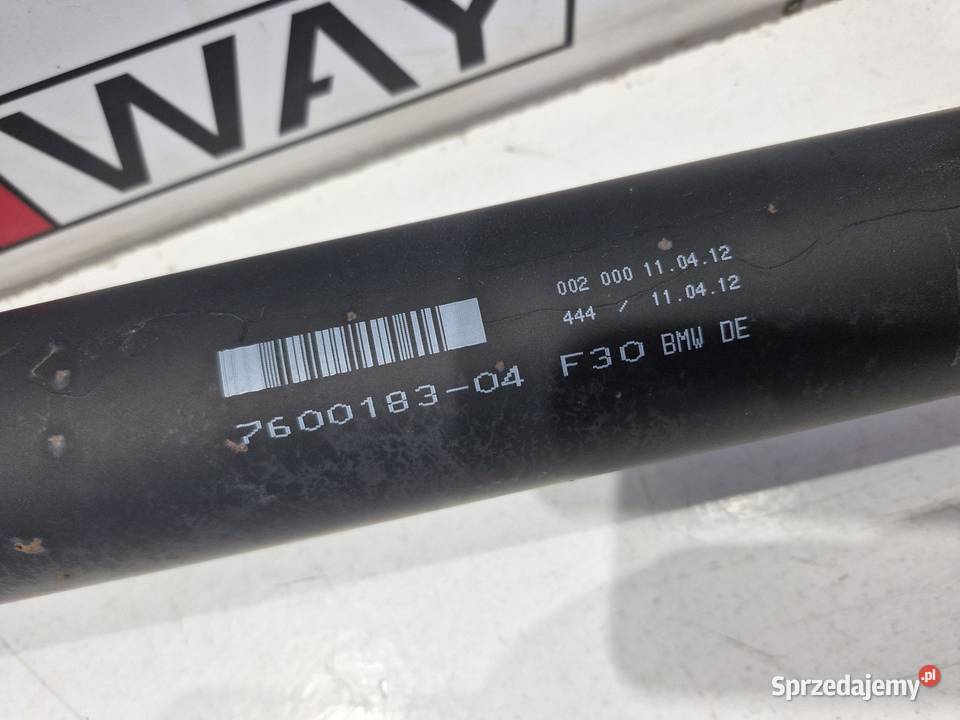 WAY
002 000 11.04.12
444 / 11.04.12
7600183-04 F30 BMW DE
Sprzedajemy.pl